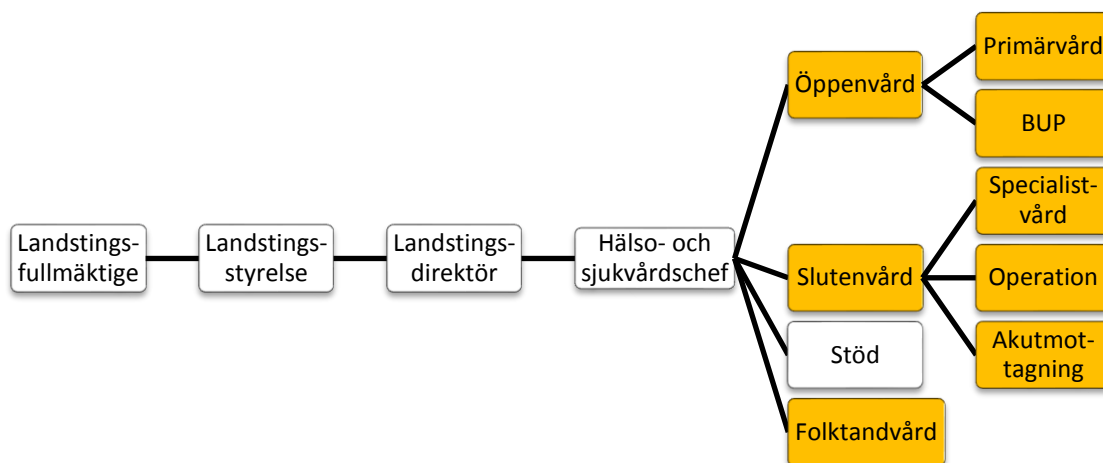 Landstings-
fullmäktige
Landstings-
styrelse
Landstings-
direktör
Hälso- och
sjukvårdschef
Öppenvård
Primärvård
BUP
Slutenvård
Specialist-
vård
Operation
Akutmot-
tagning
Stöd
Folktandvård